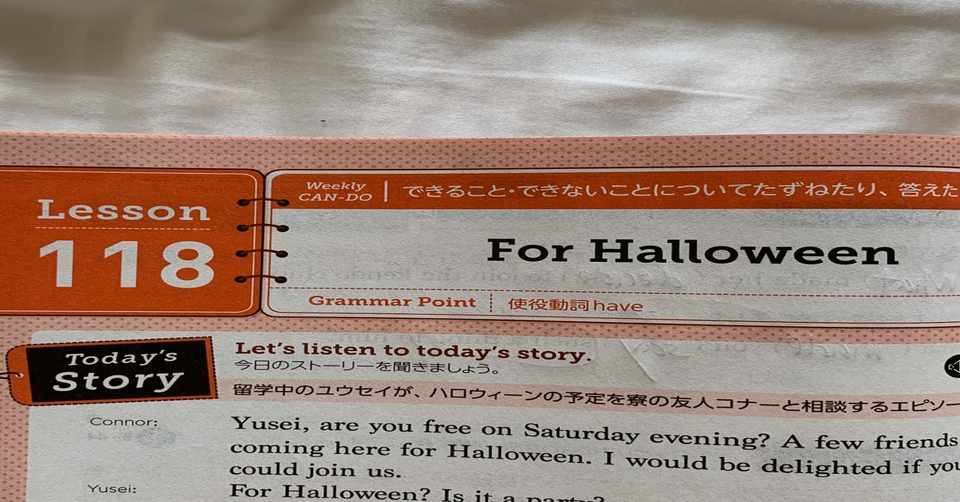 Lesson
118
Weekly
CAN-DO
できること・できないことについてたずねたり、答えた
For Halloween
Grammar Point
使役動詞have
Today's
Story
Let's listen to today's story.
今日のストーリーを聞きましょう。
留学中のユウセイが、ハロウィーンの予定を寮の友人コナーと相談するエピソー
Connor:
Yusei, are you free on Saturday evening? A few friends
coming here for Halloween. I would be delighted if you
could join us.
Yusei:
For Halloween? Is it a party?